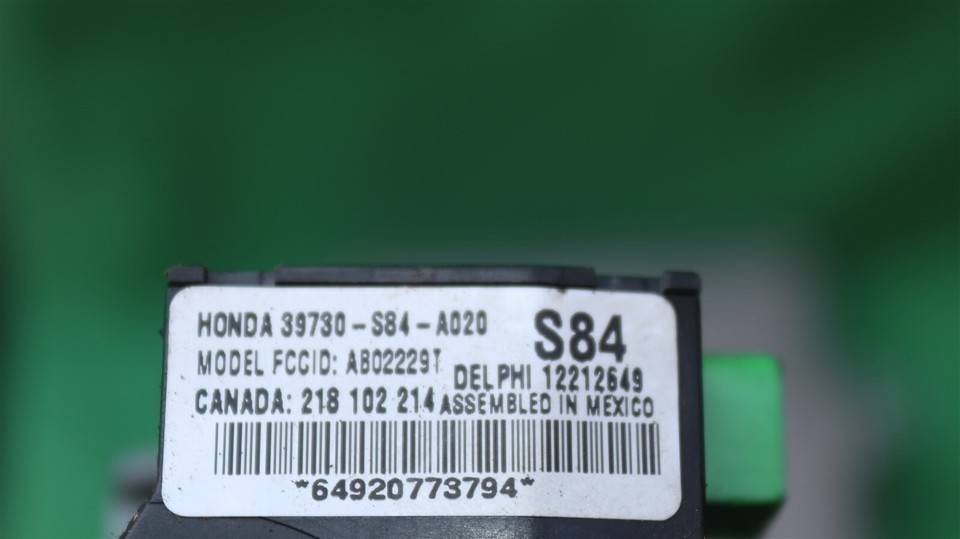 HONDA 39730-S84-A020
S84
MODEL FCCID: AB02229T
DELPHI 12212649
CANADA: 218 102 214
ASSEMBLED IN MEXICO
*64920773794*